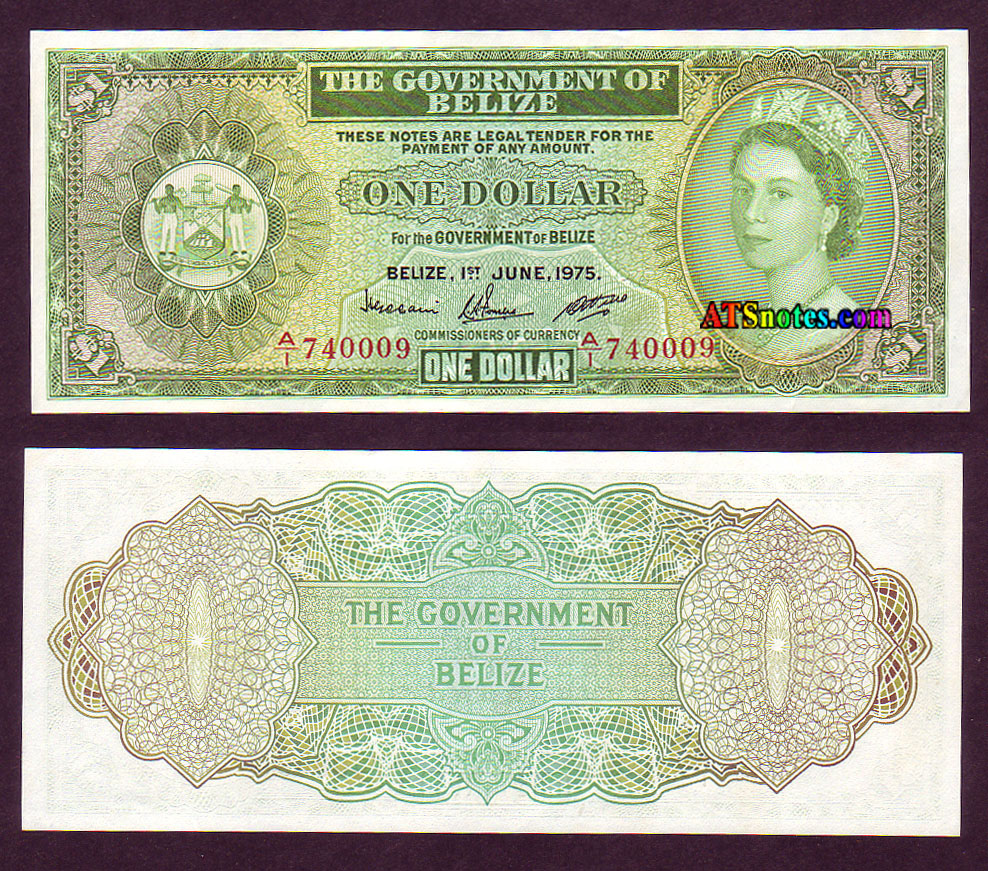 THE GOVERNMENT OF
BELIZE
THESE NOTES ARE LEGAL TENDER FOR THE
PAYMENT OF ANY AMOUNT.
ONE DOLLAR
For the GOVERNMENT OF BELIZE
BELIZE, 1ST JUNE, 1975.
COMMISSIONERS OF CURRENCY
A/1 740009
A/1 740009
ONE DOLLAR
ATSnotes.com
THE GOVERNMENT
OF
BELIZE